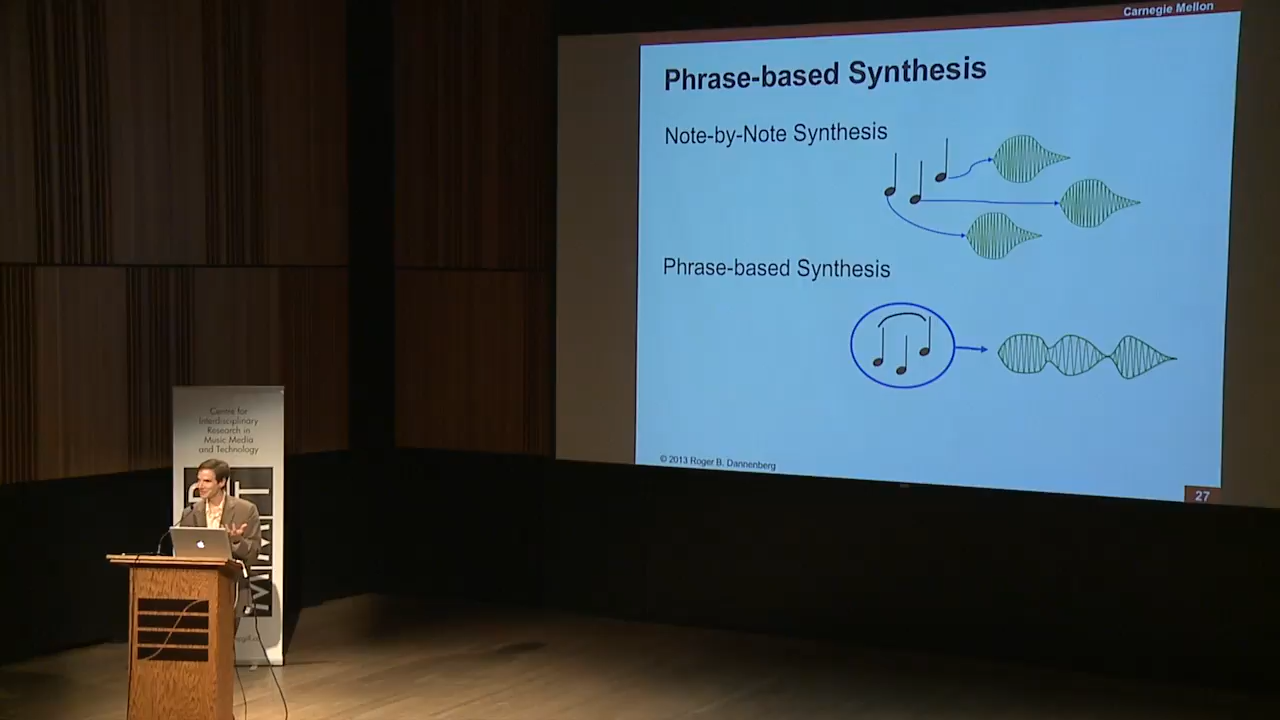 Carnegie Mellon
Phrase-based Synthesis
Note-by-Note Synthesis
Phrase-based Synthesis
© 2013 Roger B. Dannenberg
27
Centre for
Interdisciplinary
Research in
Music Media
and Technology